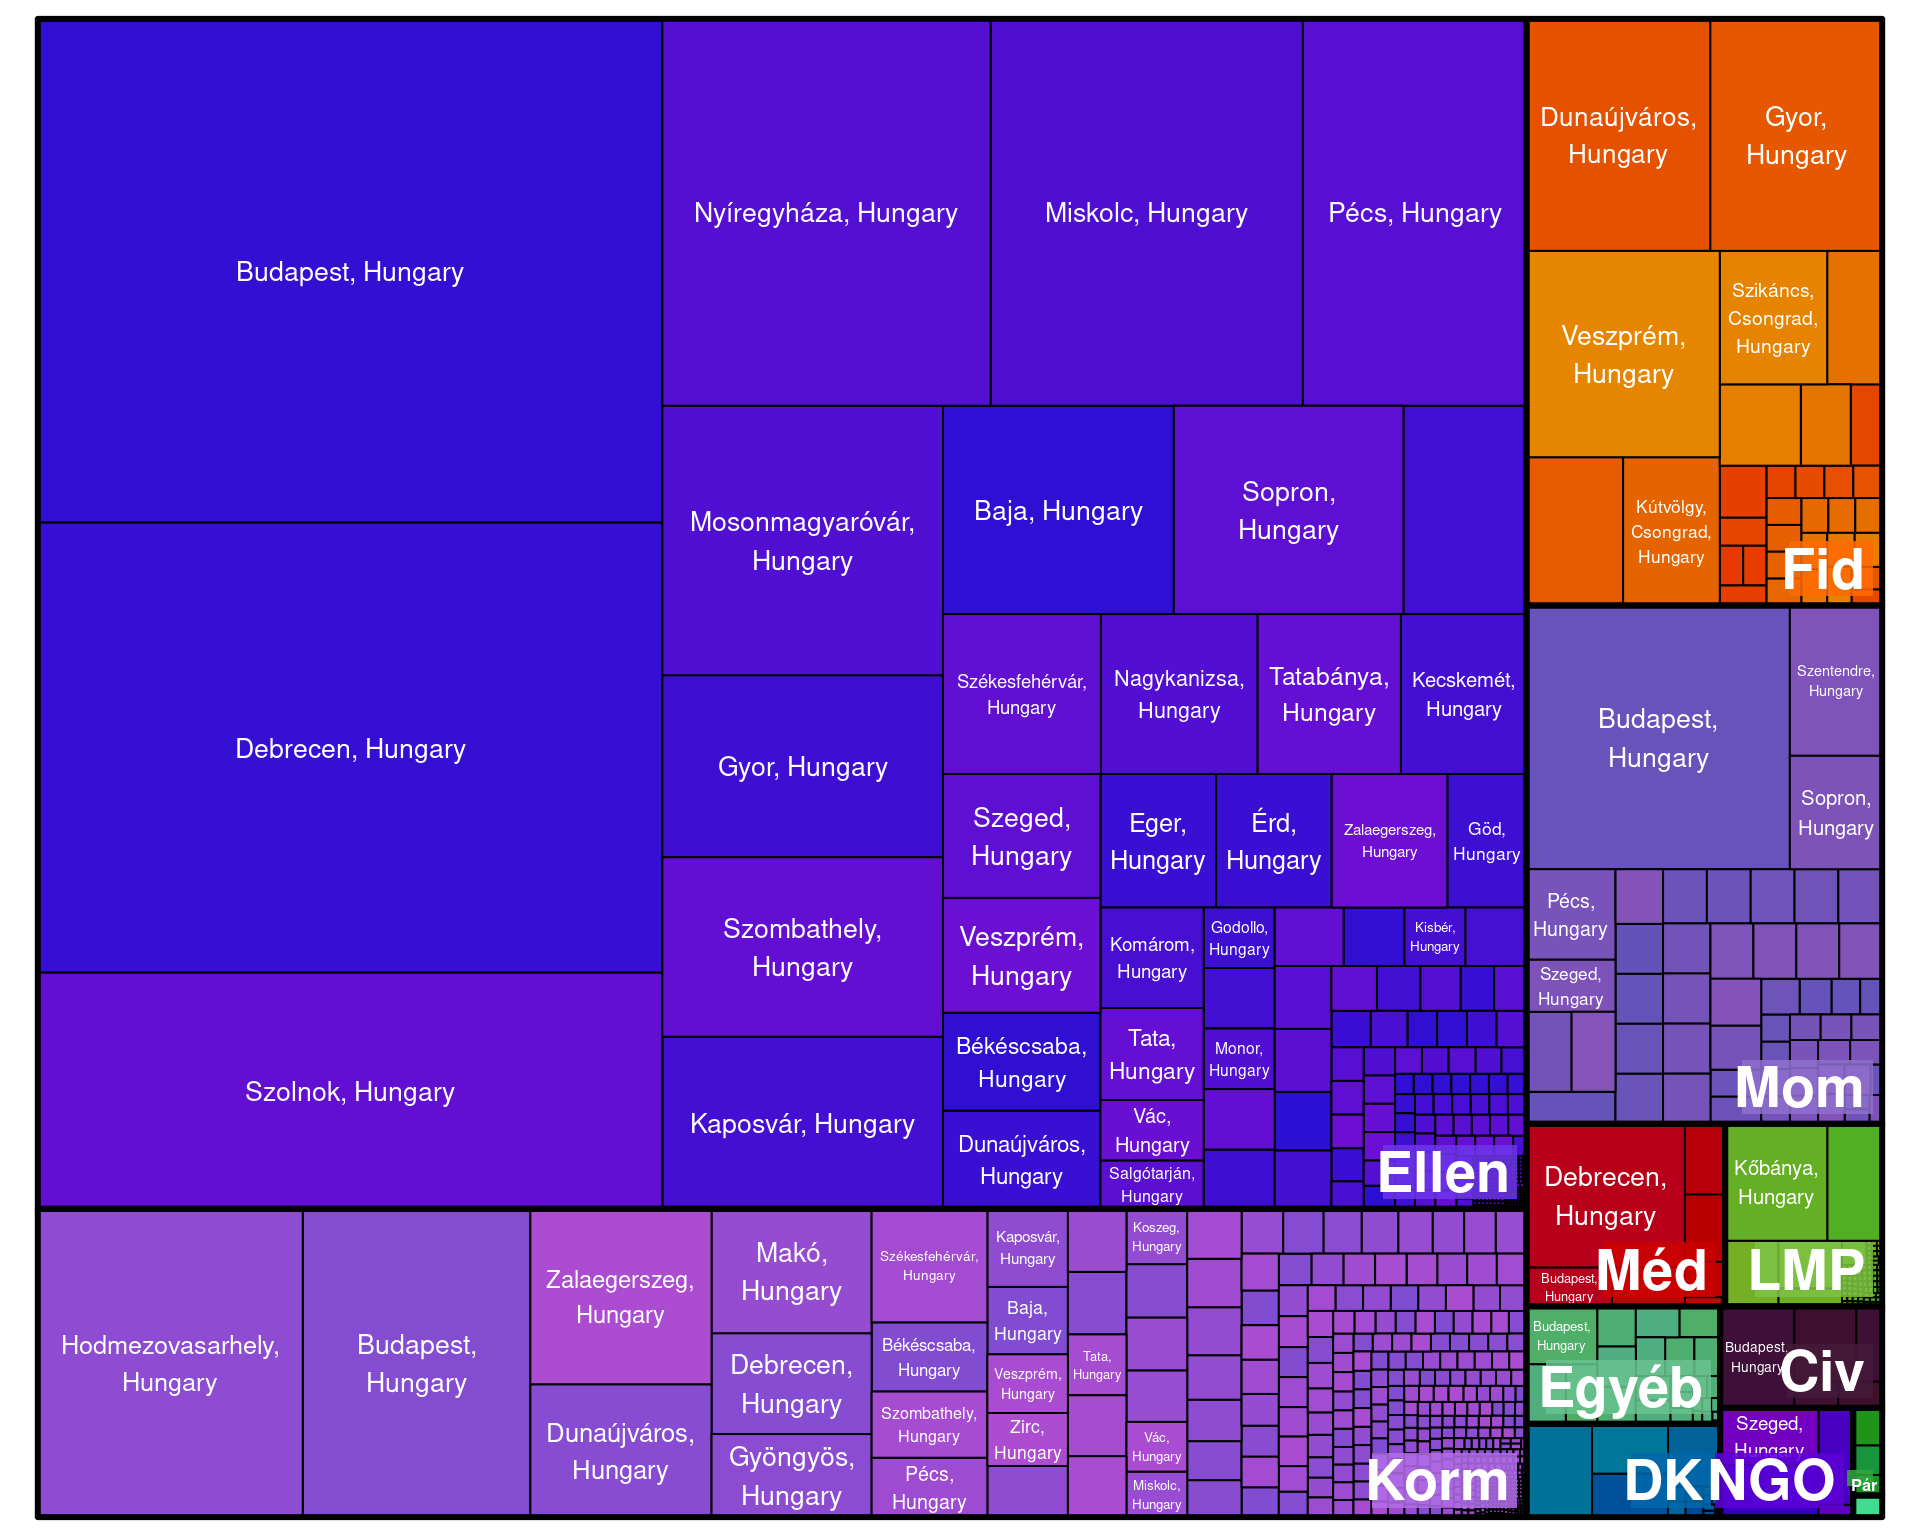 Budapest, Hungary
Debrecen, Hungary
Szolnok, Hungary
Nyíregyháza, Hungary
Miskolc, Hungary
Pécs, Hungary
Mosonmagyaróvár,
Hungary
Gyor, Hungary
Szombathely,
Hungary
Kaposvár, Hungary
Baja, Hungary
Sopron,
Hungary
Székesfehérvár,
Hungary
Nagykanizsa,
Hungary
Tatabánya,
Hungary
Kecskemét,
Hungary
Szeged,
Hungary
Veszprém,
Hungary
Békéscsaba,
Hungary
Dunaújváros,
Hungary
Eger,
Hungary
Érd,
Hungary
Zalaegerszeg,
Hungary
Göd,
Hungary
Komárom,
Hungary
Tata,
Hungary
Vác,
Hungary
Salgótarján,
Hungary
Godollo,
Hungary
Monor,
Hungary
Kisbér,
Hungary
Ellen
Hodmezovasarhely,
Hungary
Budapest,
Hungary
Zalaegerszeg,
Hungary
Dunaújváros,
Hungary
Makó,
Hungary
Debrecen,
Hungary
Gyöngyös,
Hungary
Székesfehérvár,
Hungary
Békéscsaba,
Hungary
Szombathely,
Hungary
Pécs,
Hungary
Kaposvár,
Hungary
Baja,
Hungary
Veszprém,
Hungary
Zirc,
Hungary
Tata,
Hungary
Koszeg,
Hungary
Vác,
Hungary
Miskolc,
Hungary
Korm
Dunaújváros,
Hungary
Gyor,
Hungary
Veszprém,
Hungary
Szikáncs,
Csongrad,
Hungary
Kútvölgy,
Csongrad,
Hungary
Fid
Budapest,
Hungary
Szentendre,
Hungary
Sopron,
Hungary
Pécs,
Hungary
Szeged,
Hungary
Mom
Debrecen,
Hungary
Budapest,
Hungary
Méd
Kőbánya,
Hungary
LMP
Budapest,
Hungary
Egyéb
Budapest,
Hungary
Civ
DK
Szeged,
Hungary
NGO
Pár